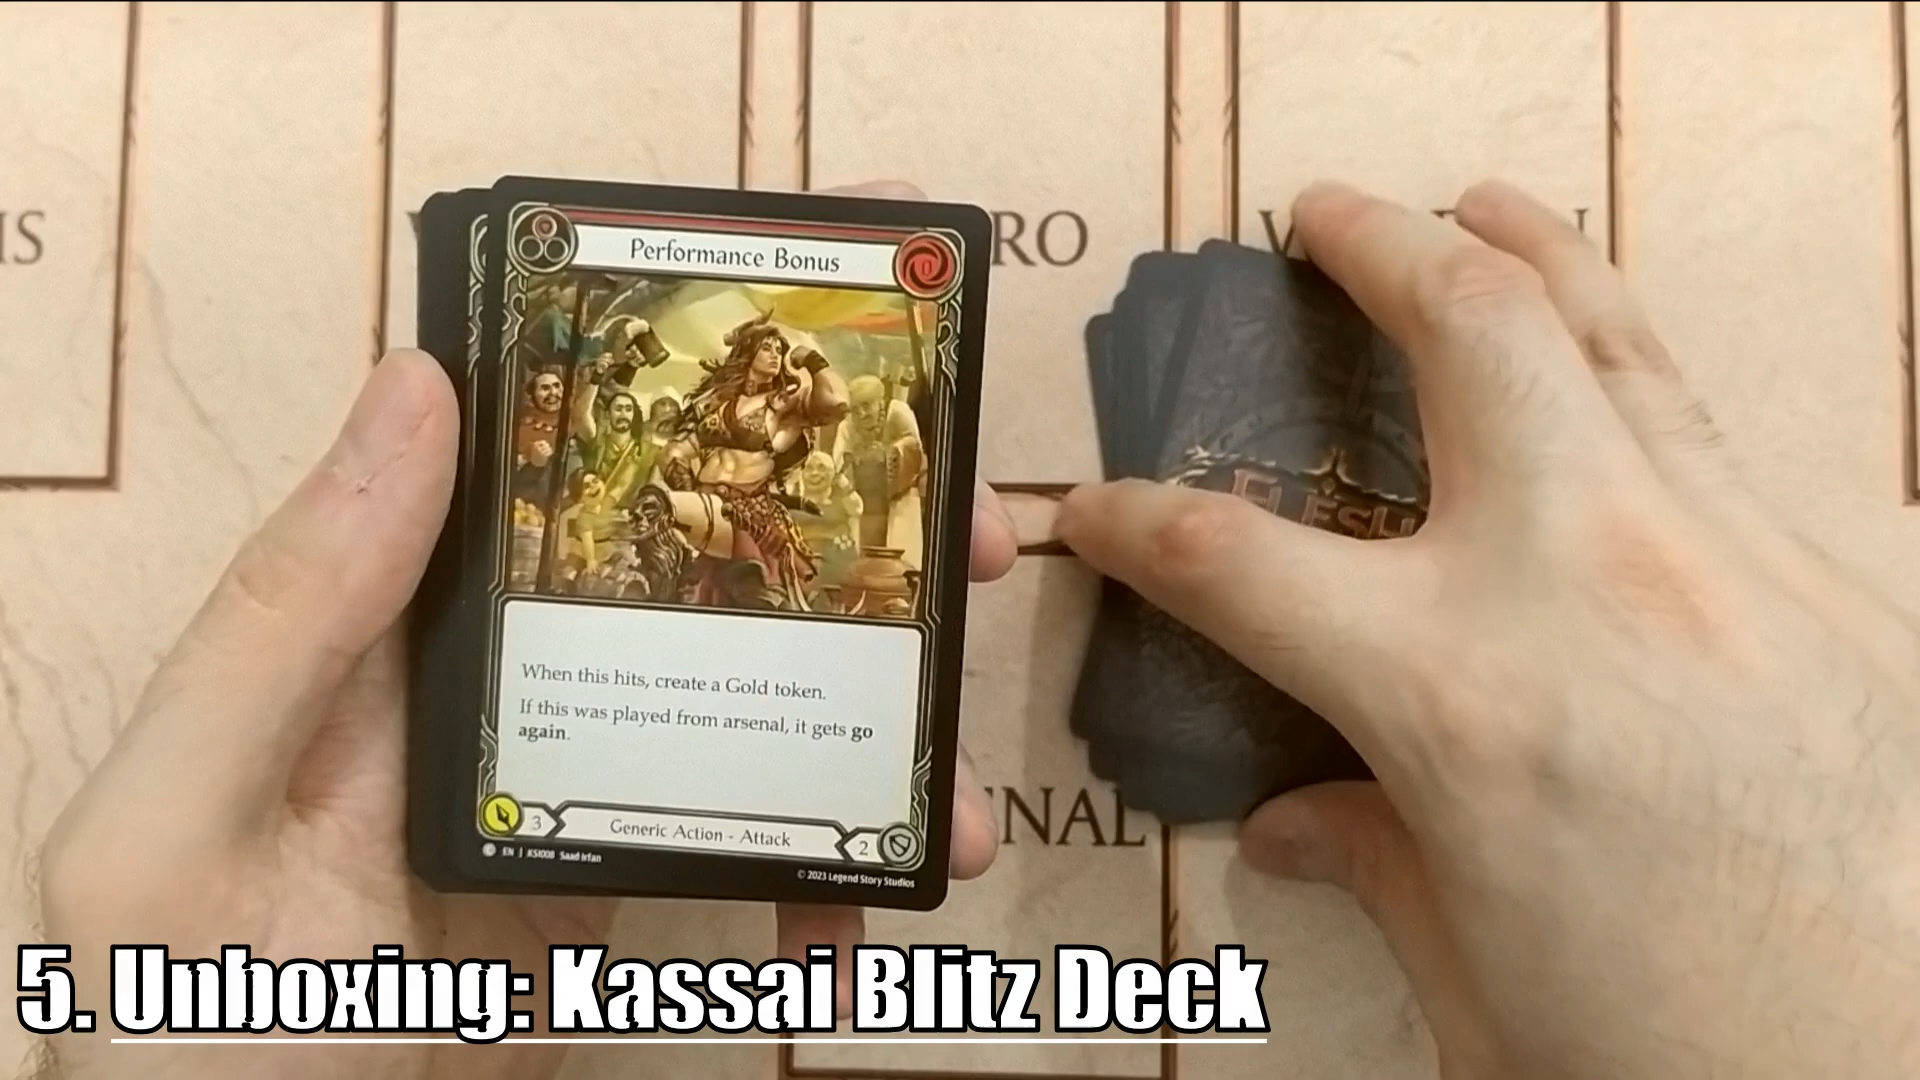 IS
RO
Performance Bonus
0
FLESH
When this hits, create a Gold token.
If this was played from arsenal, it gets go
again.
3
Generic Action - Attack
2
EN | KSI008 Saad Irfan
© 2023 Legend Story Studios
NAL
5. Unboxing: Kassai Blitz Deck